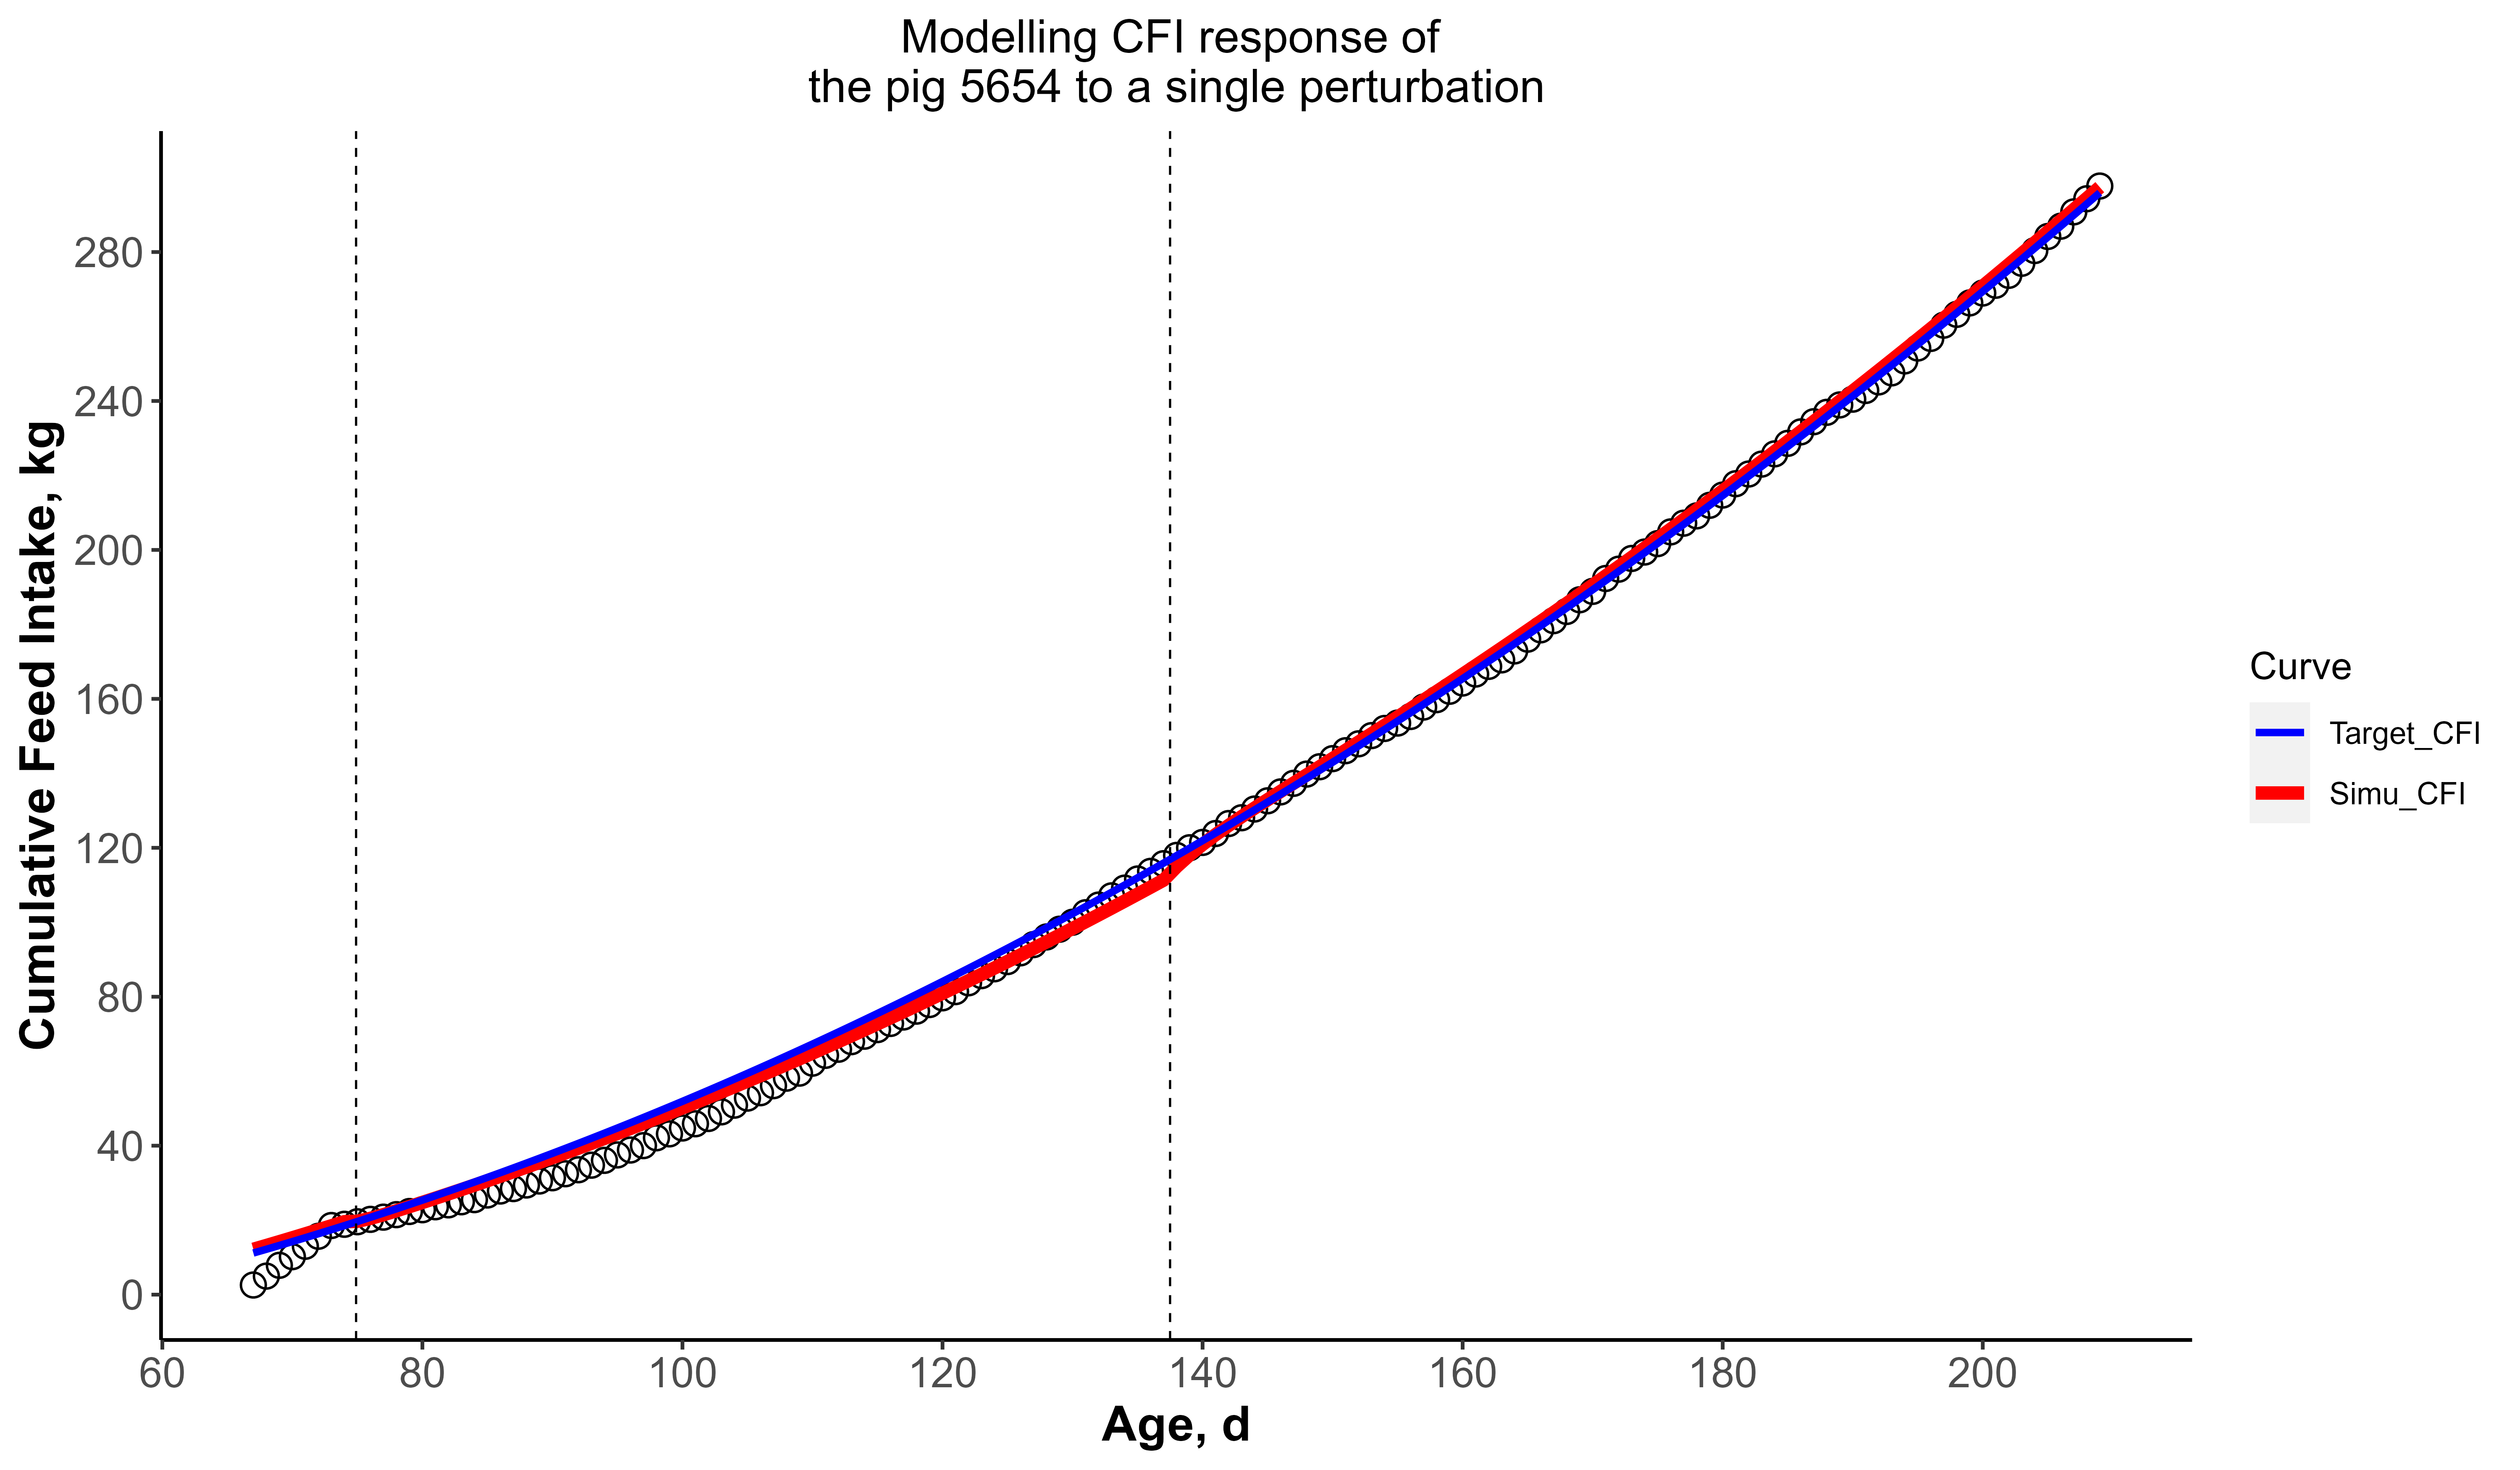 Modelling CFI response of
the pig 5654 to a single perturbation
Cumulative Feed Intake, kg
280
240
200
160
120
80
40
0
60 80 100 120 140 160 180 200
Age, d
Curve
Target_CFI
Simu_CFI